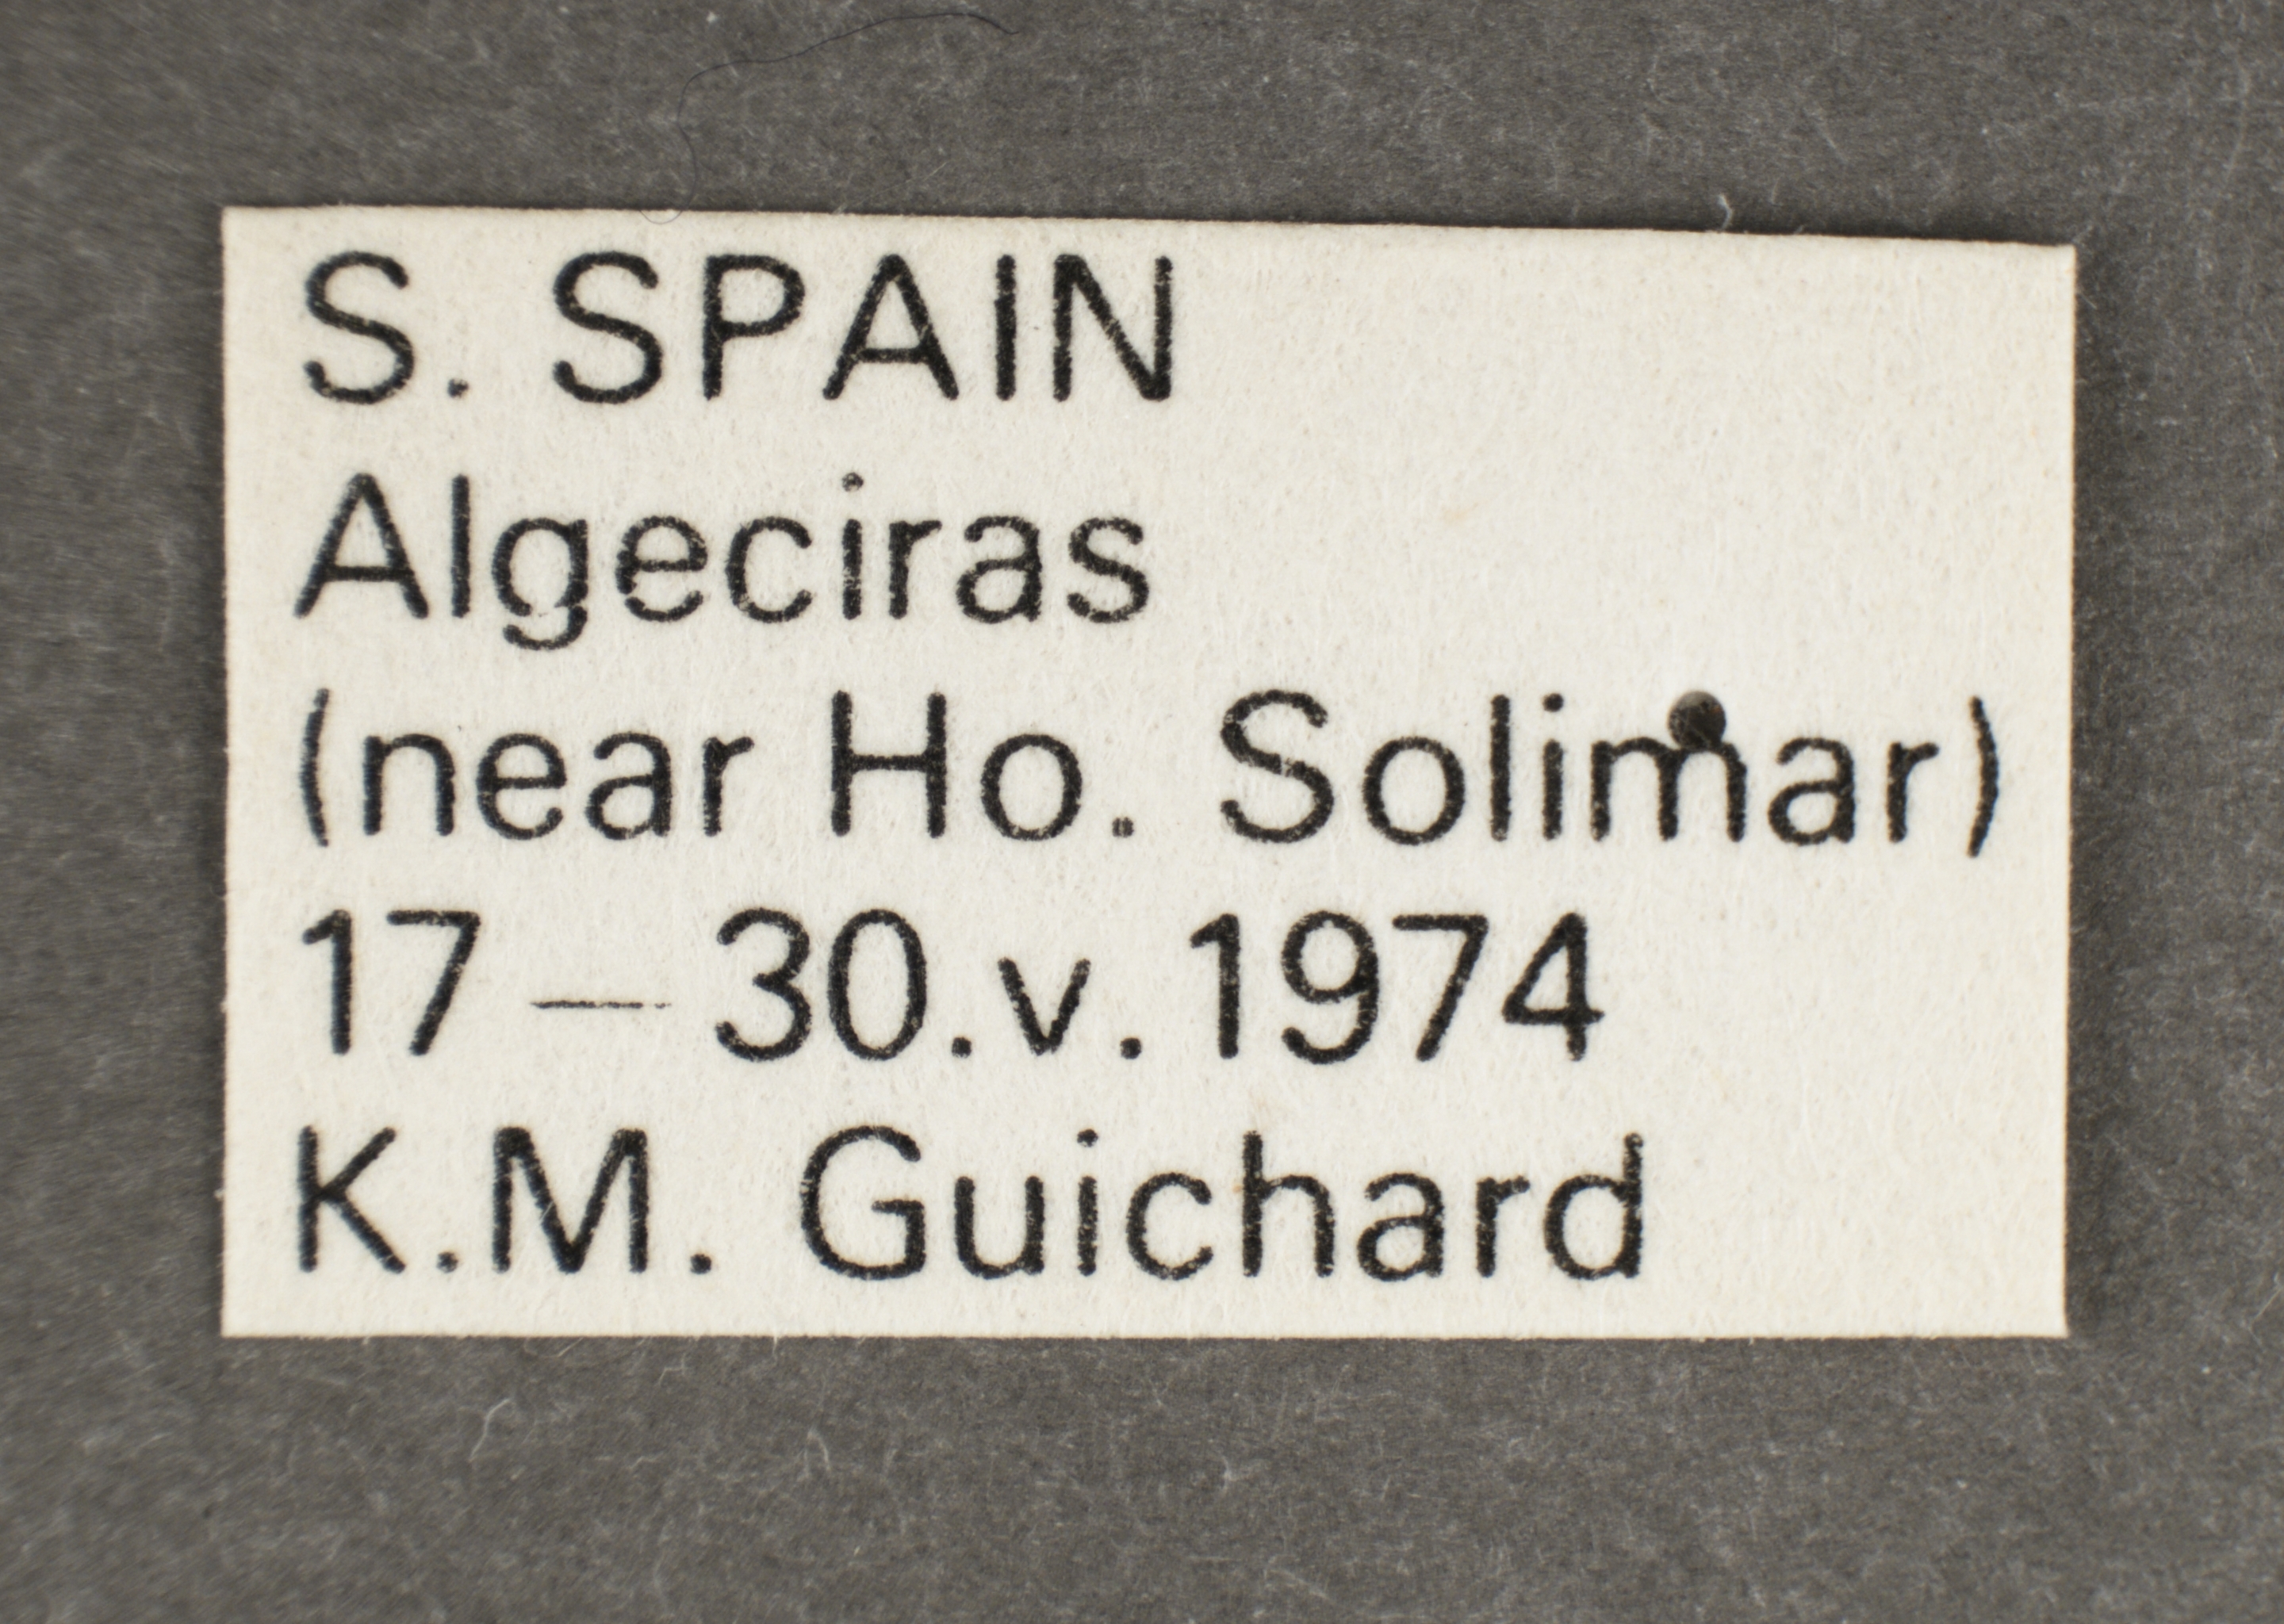 S. SPAIN
Algeciras
(near Ho. Solimar)
17 – 30.v.1974
K.M. Guichard